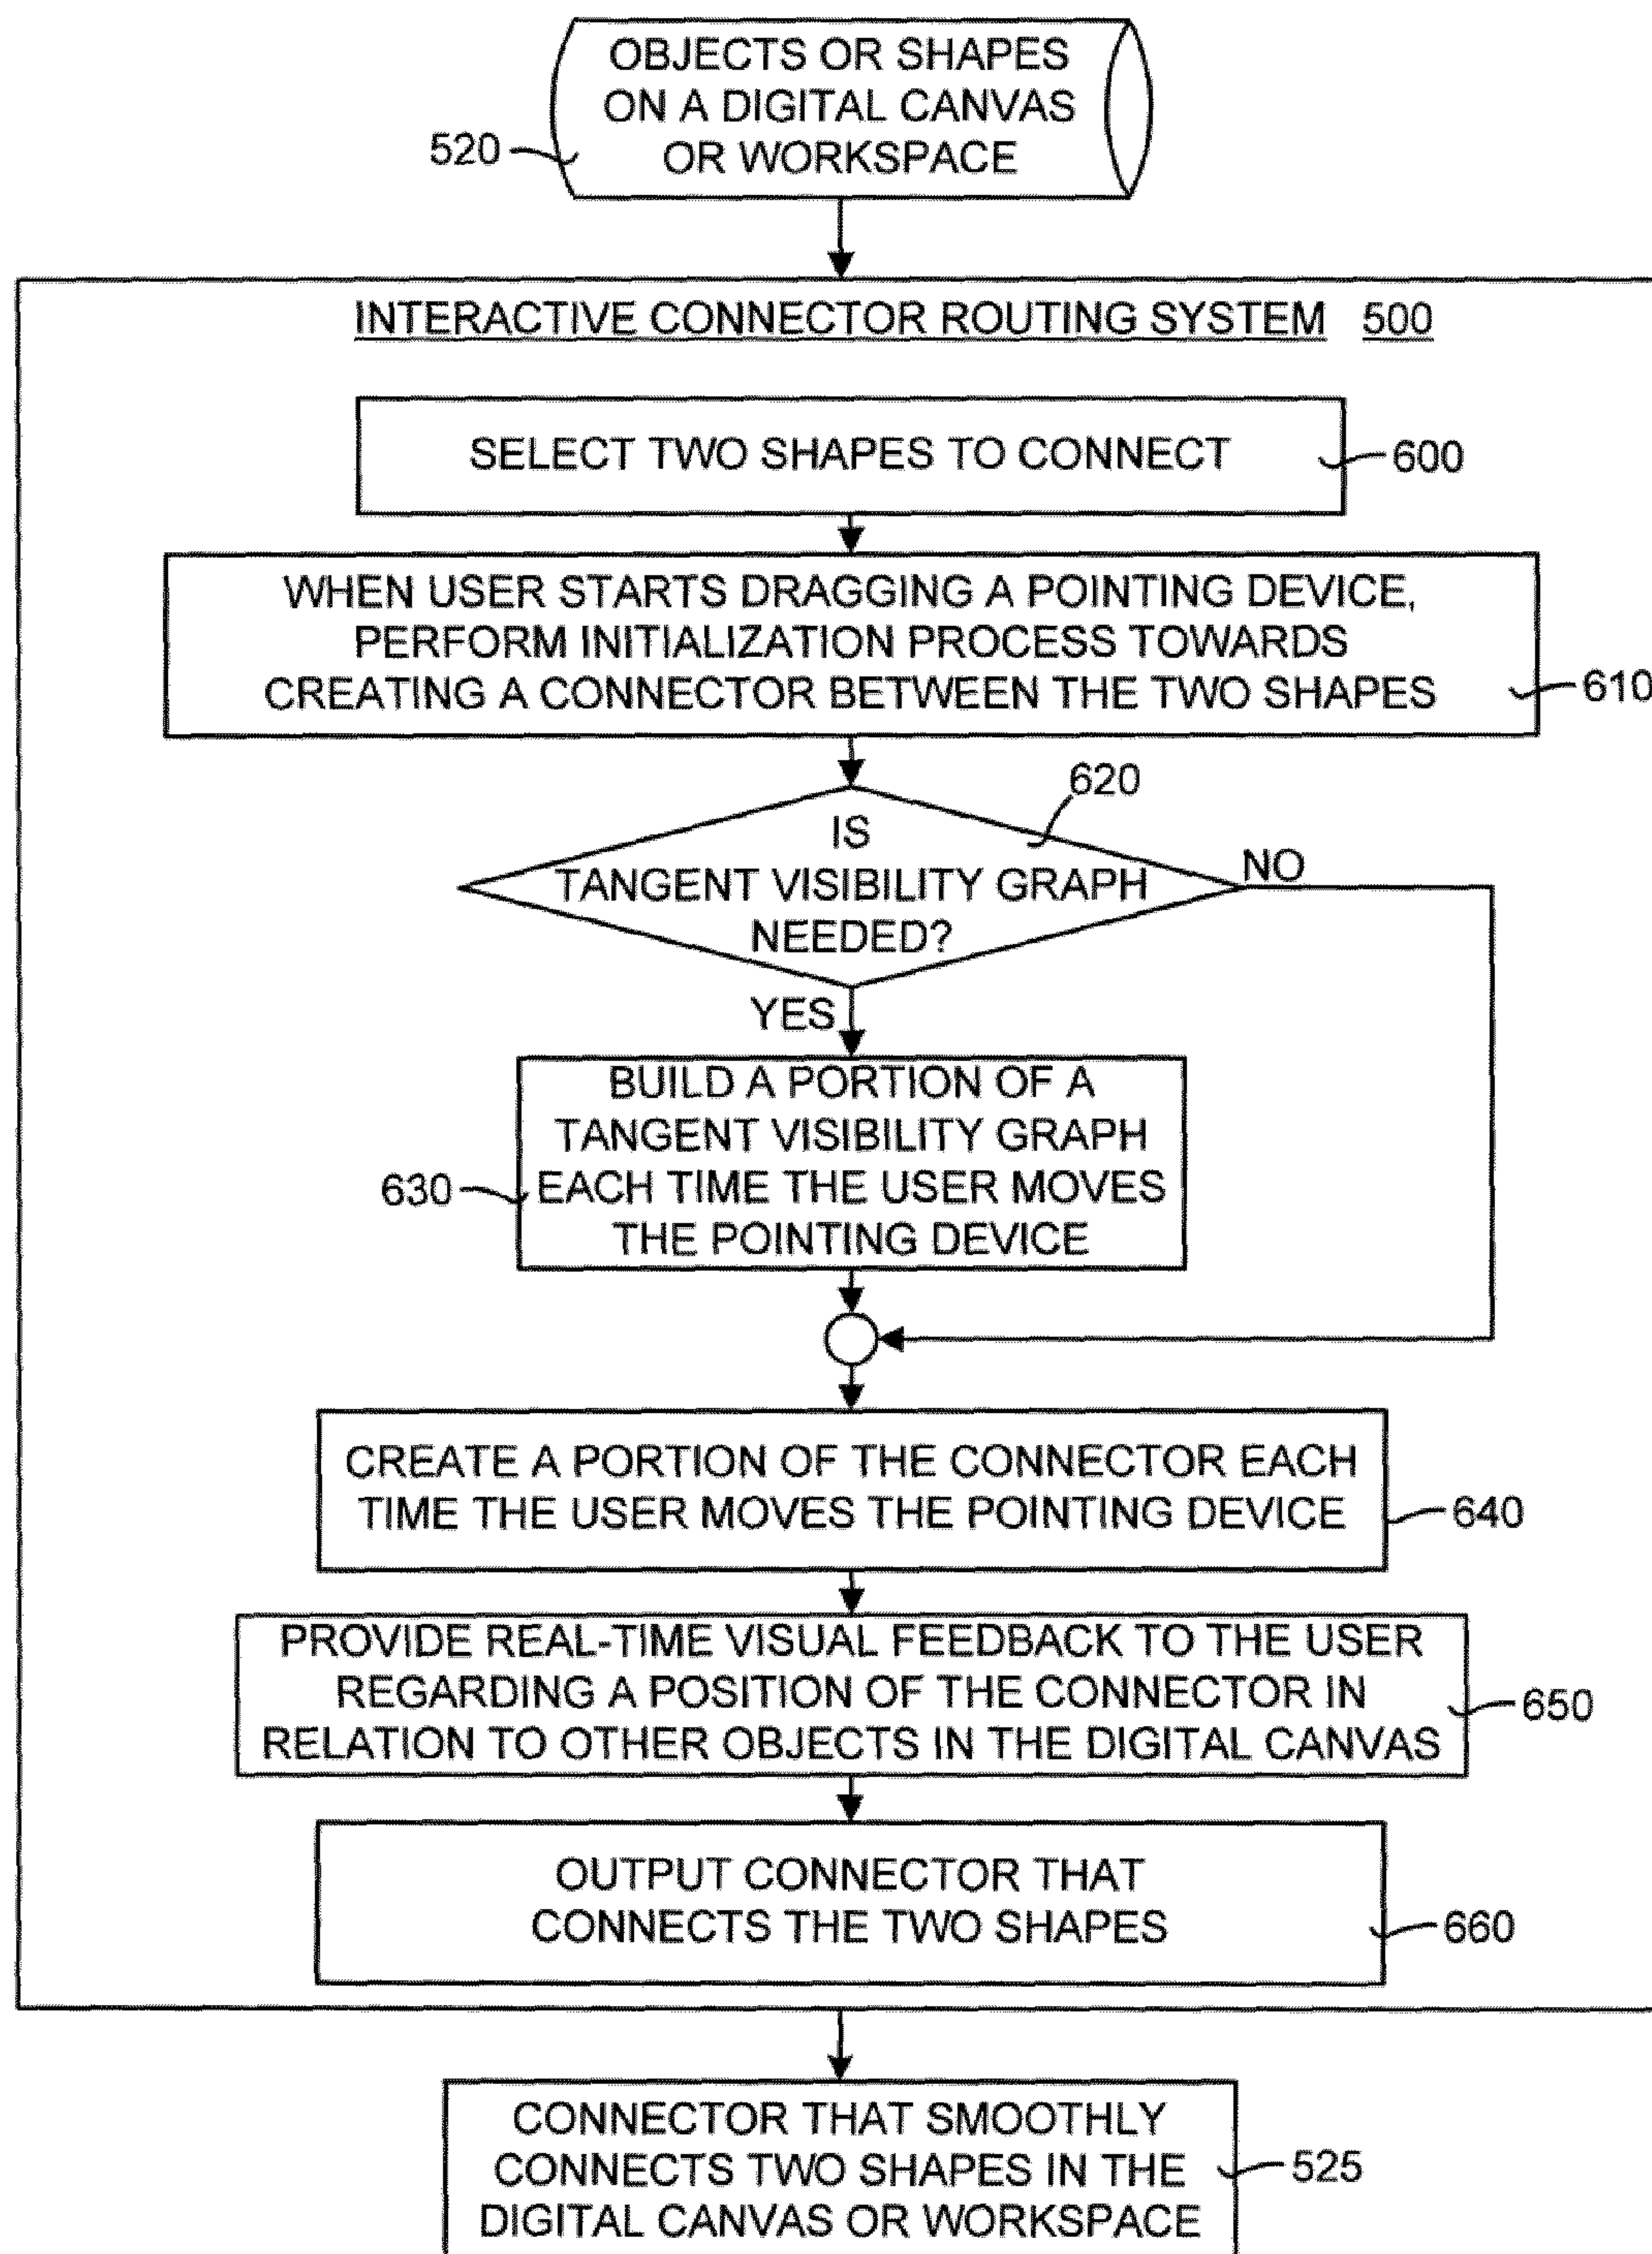 OBJECTS OR SHAPES
ON A DIGITAL CANVAS
OR WORKSPACE
520
INTERACTIVE CONNECTOR ROUTING SYSTEM 500
SELECT TWO SHAPES TO CONNECT
600
WHEN USER STARTS DRAGGING A POINTING DEVICE,
PERFORM INITIALIZATION PROCESS TOWARDS
CREATING A CONNECTOR BETWEEN THE TWO SHAPES
610
620
IS
TANGENT VISIBILITY GRAPH
NEEDED?
NO
YES
BUILD A PORTION OF A
TANGENT VISIBILITY GRAPH
EACH TIME THE USER MOVES
THE POINTING DEVICE
630
CREATE A PORTION OF THE CONNECTOR EACH
TIME THE USER MOVES THE POINTING DEVICE
640
PROVIDE REAL-TIME VISUAL FEEDBACK TO THE USER
REGARDING A POSITION OF THE CONNECTOR IN
RELATION TO OTHER OBJECTS IN THE DIGITAL CANVAS
650
OUTPUT CONNECTOR THAT
CONNECTS THE TWO SHAPES
660
CONNECTOR THAT SMOOTHLY
CONNECTS TWO SHAPES IN THE
DIGITAL CANVAS OR WORKSPACE
525